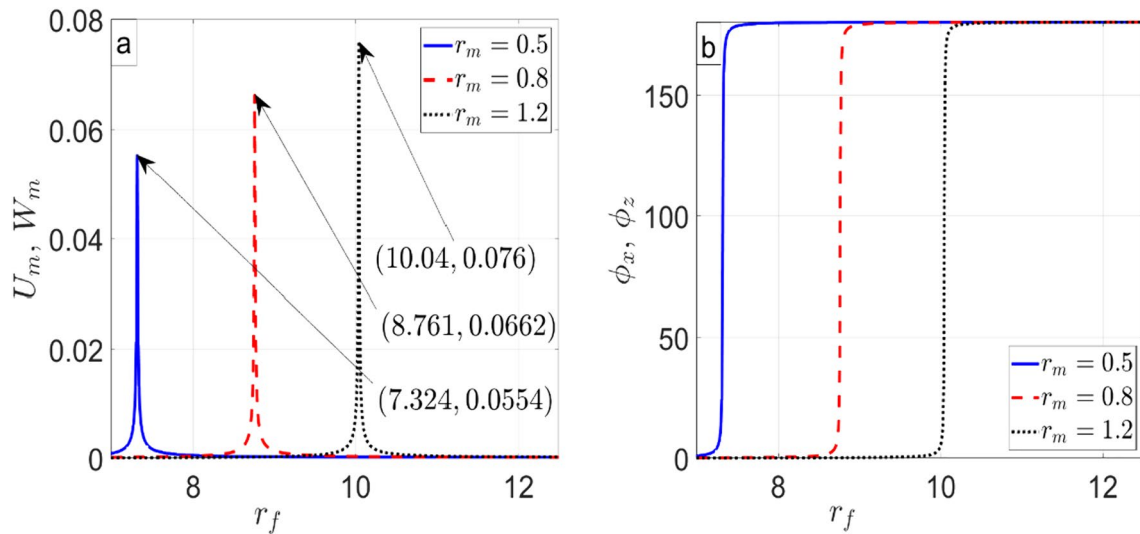 a
r_m = 0.5
r_m = 0.8
r_m = 1.2
0.08
0.06
0.04
0.02
0
U_m, W_m
(10.04, 0.076)
(8.761, 0.0662)
(7.324, 0.0554)
8 10 12
r_f
b
150
100
50
0
ϕ_x, ϕ_z
r_m = 0.5
r_m = 0.8
r_m = 1.2
8 10 12
r_f